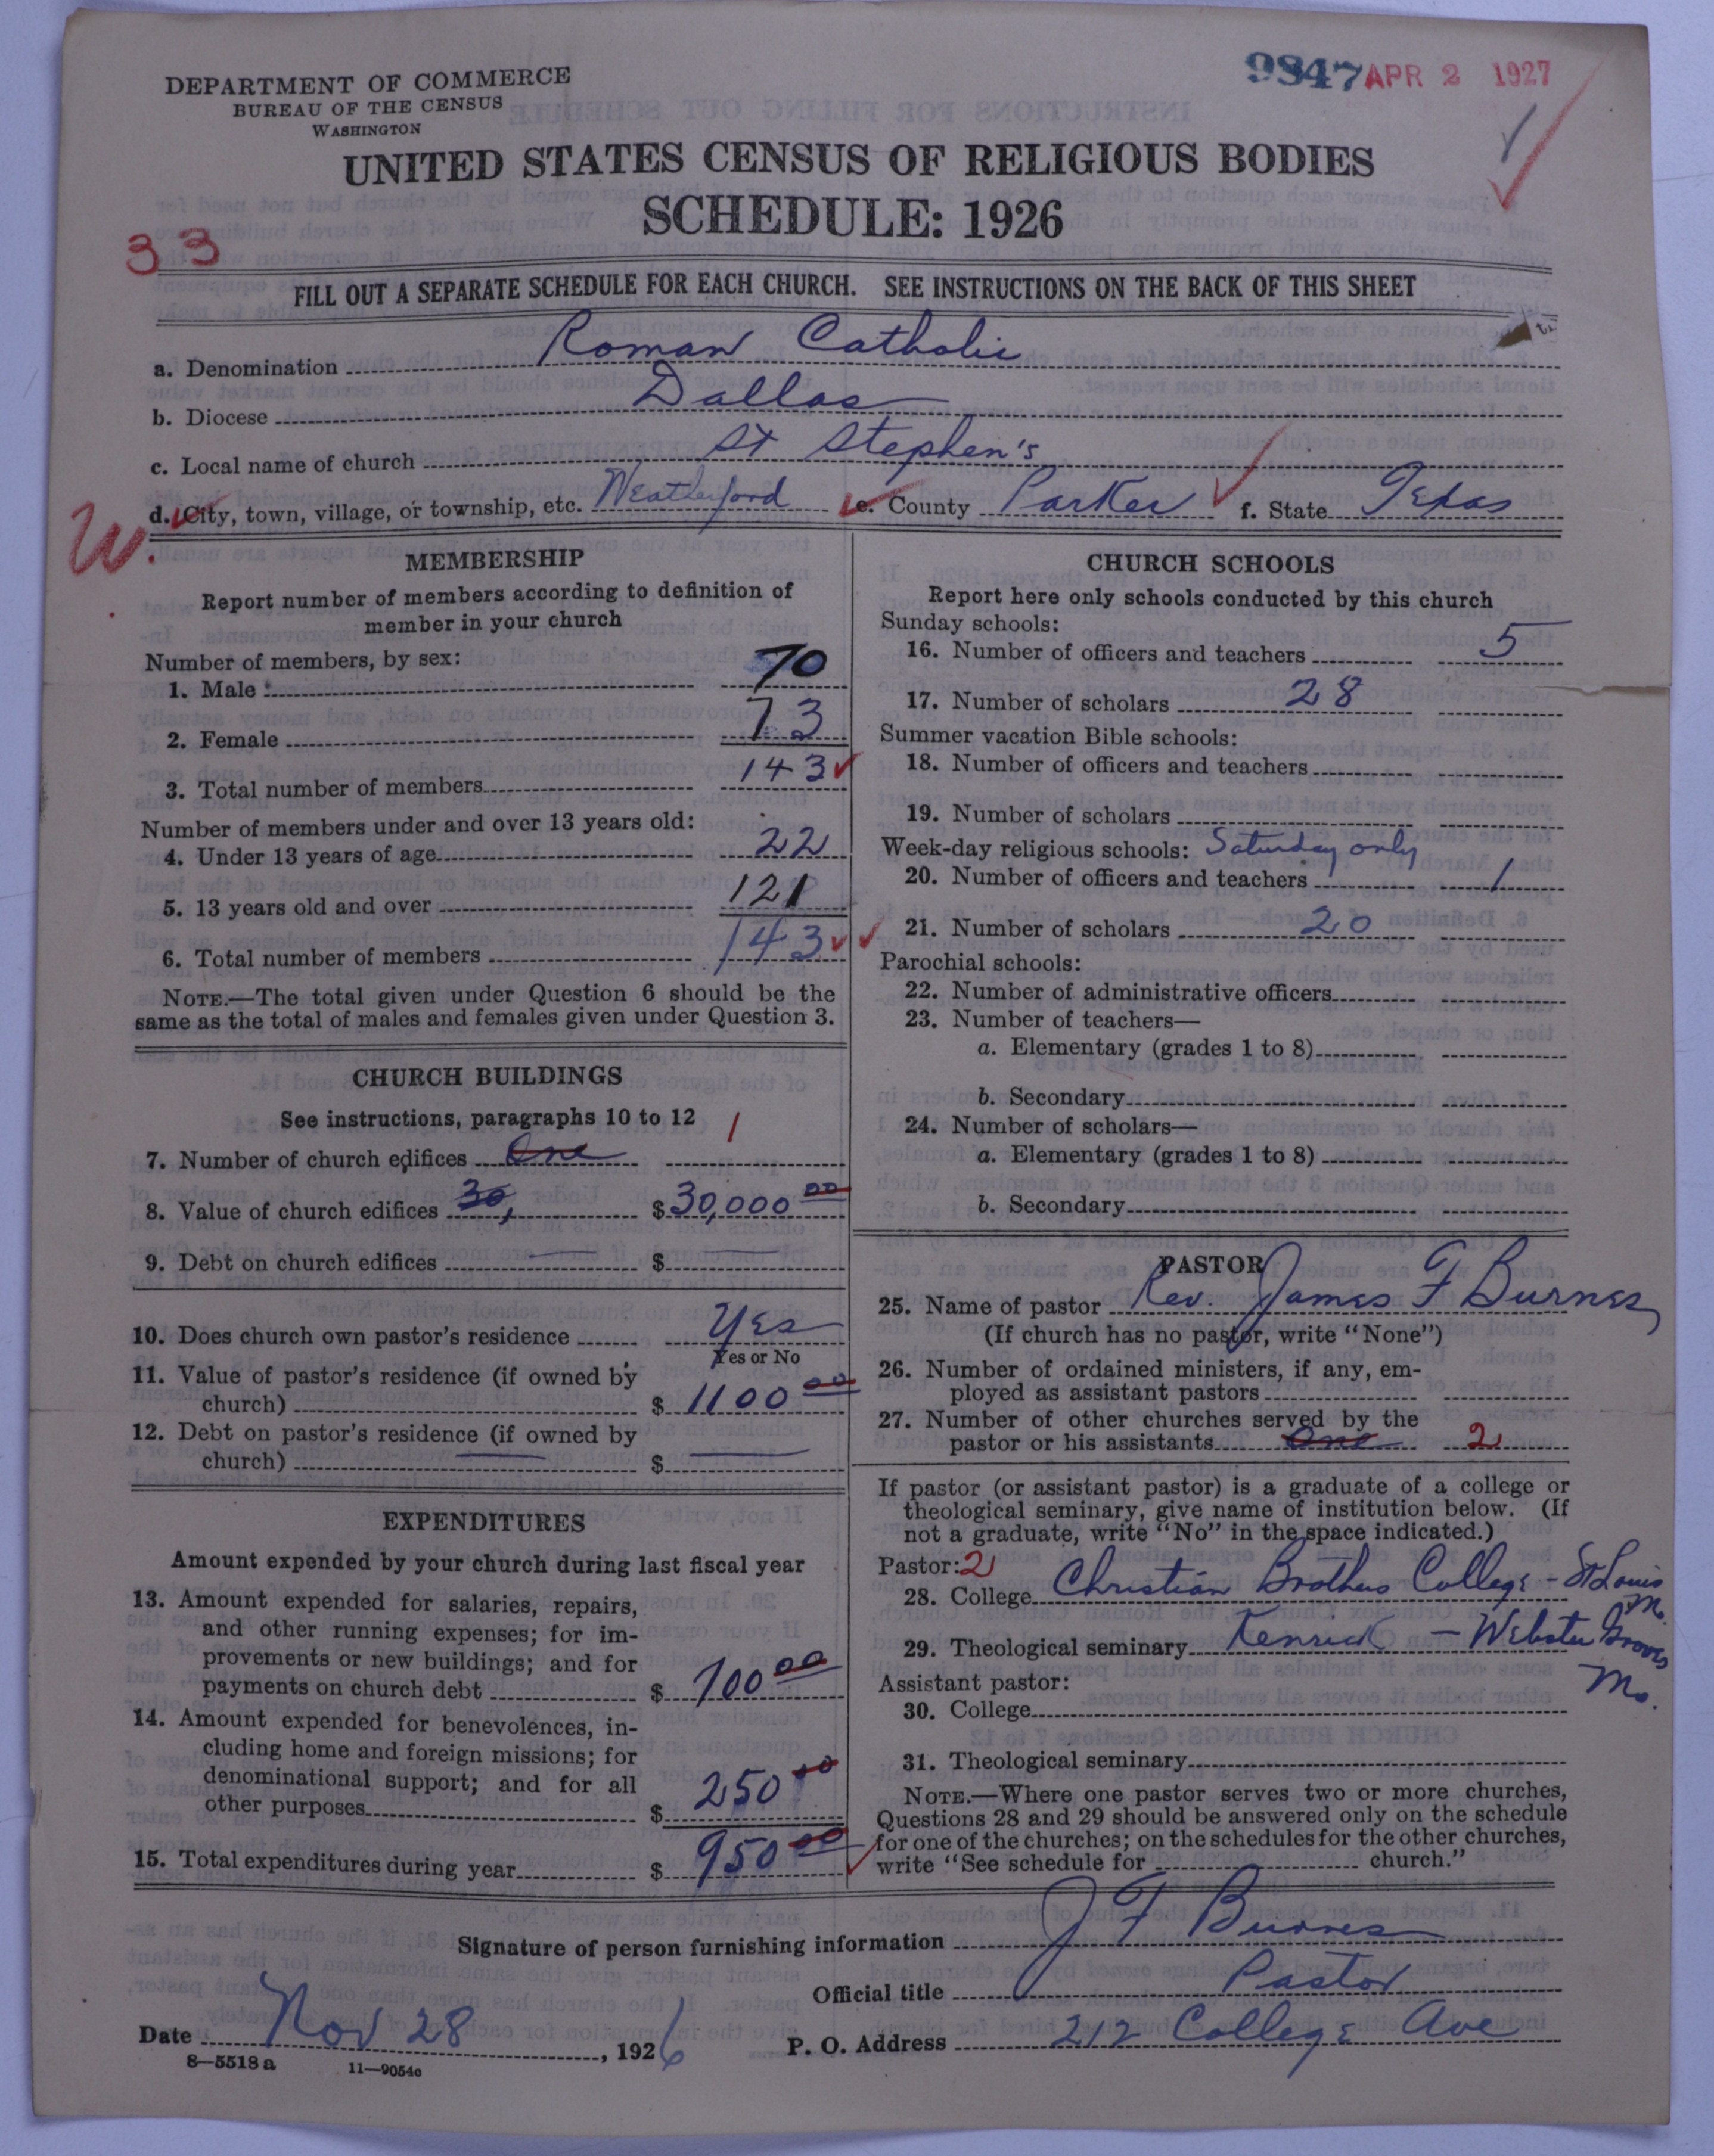 DEPARTMENT OF COMMERCE
BUREAU OF THE CENSUS
WASHINGTON
9847 APR 2 1927
UNITED STATES CENSUS OF RELIGIOUS BODIES
SCHEDULE: 1926
33
FILL OUT A SEPARATE SCHEDULE FOR EACH CHURCH. SEE INSTRUCTIONS ON THE BACK OF THIS SHEET
a. Denomination Roman Catholic
b. Diocese Dallas
c. Local name of church St Stephen's
W. d. City, town, village, or township, etc. Weatherford e. County Parker f. State Texas
MEMBERSHIP
Report number of members according to definition of
member in your church
Number of members, by sex:
1. Male 70
2. Female 73
3. Total number of members 143
Number of members under and over 13 years old:
4. Under 13 years of age 22
5. 13 years old and over 121
6. Total number of members 143
NOTE.—The total given under Question 6 should be the
same as the total of males and females given under Question 3.
CHURCH BUILDINGS
See instructions, paragraphs 10 to 12 1
7. Number of church edifices One
8. Value of church edifices 30, $30,000 00
9. Debt on church edifices $
10. Does church own pastor's residence Yes
Yes or No
11. Value of pastor's residence (if owned by
church) $ 1100 00
12. Debt on pastor's residence (if owned by
church) $
EXPENDITURES
Amount expended by your church during last fiscal year
13. Amount expended for salaries, repairs,
and other running expenses; for im-
provements or new buildings; and for
payments on church debt $ 700 00
14. Amount expended for benevolences, in-
cluding home and foreign missions; for
denominational support; and for all
other purposes $ 250 00
15. Total expenditures during year $ 950 00
CHURCH SCHOOLS
Report here only schools conducted by this church
Sunday schools:
16. Number of officers and teachers 5
17. Number of scholars 28
Summer vacation Bible schools:
18. Number of officers and teachers
19. Number of scholars
Week-day religious schools: Saturday only
20. Number of officers and teachers 1
21. Number of scholars 20
Parochial schools:
22. Number of administrative officers
23. Number of teachers—
a. Elementary (grades 1 to 8)
b. Secondary
24. Number of scholars—
a. Elementary (grades 1 to 8)
b. Secondary
PASTOR
25. Name of pastor Rev. James F Burnes
(If church has no pastor, write "None")
26. Number of ordained ministers, if any, em-
ployed as assistant pastors
27. Number of other churches served by the
pastor or his assistants One 2
If pastor (or assistant pastor) is a graduate of a college or
theological seminary, give name of institution below. (If
not a graduate, write "No" in the space indicated.)
Pastor: 2
28. College Christian Brothers College - St Louis
Mo.
29. Theological seminary Kenrick - Webster Groves
Mo.
Assistant pastor:
30. College
31. Theological seminary
NOTE.—Where one pastor serves two or more churches,
Questions 28 and 29 should be answered only on the schedule
for one of the churches; on the schedules for the other churches,
write "See schedule for church."
Signature of person furnishing information J F Burnes
Official title Pastor
Date Nov 28, 1926 P. O. Address 212 College Ave
8—5518 a 11—9054c